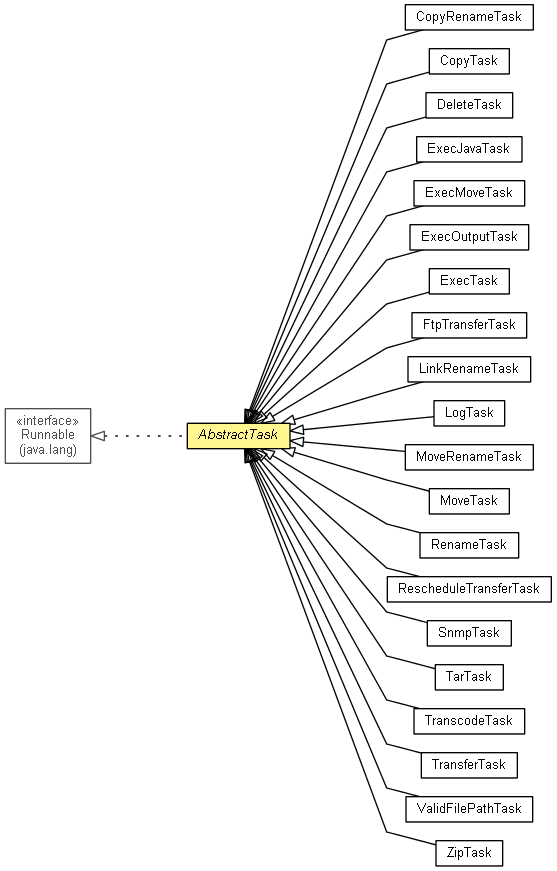 CopyRenameTask
CopyTask
DeleteTask
ExecJavaTask
ExecMoveTask
ExecOutputTask
ExecTask
FtpTransferTask
LinkRenameTask
LogTask
«interface»
Runnable
(java.lang)
AbstractTask
MoveRenameTask
MoveTask
RenameTask
RescheduleTransferTask
SnmpTask
TarTask
TranscodeTask
TransferTask
ValidFilePathTask
ZipTask